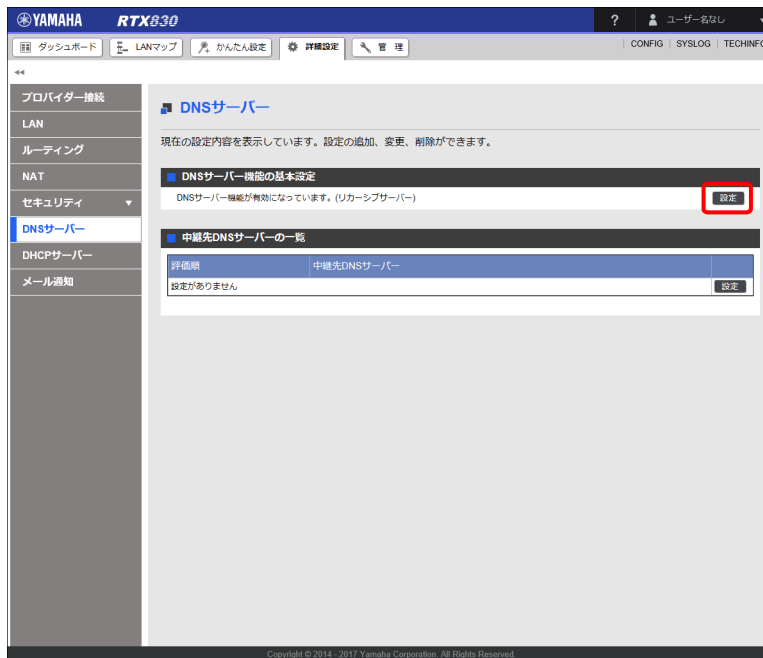 YAMAHA RTX830 ? ユーザー名なし
ダッシュボード LANマップ かんたん設定 詳細設定 管 理 CONFIG SYSLOG TECHINFO
プロバイダー接続
LAN
ルーティング
NAT
セキュリティ
DNSサーバー
DHCPサーバー
メール通知
DNSサーバー
現在の設定内容を表示しています。設定の追加、変更、削除ができます。
DNSサーバー機能の基本設定
DNSサーバー機能が有効になっています。(リカーシブサーバー) 設定
中継先DNSサーバーの一覧
評価順 中継先DNSサーバー
設定がありません 設定
Copyright © 2014 - 2017 Yamaha Corporation. All Rights Reserved.